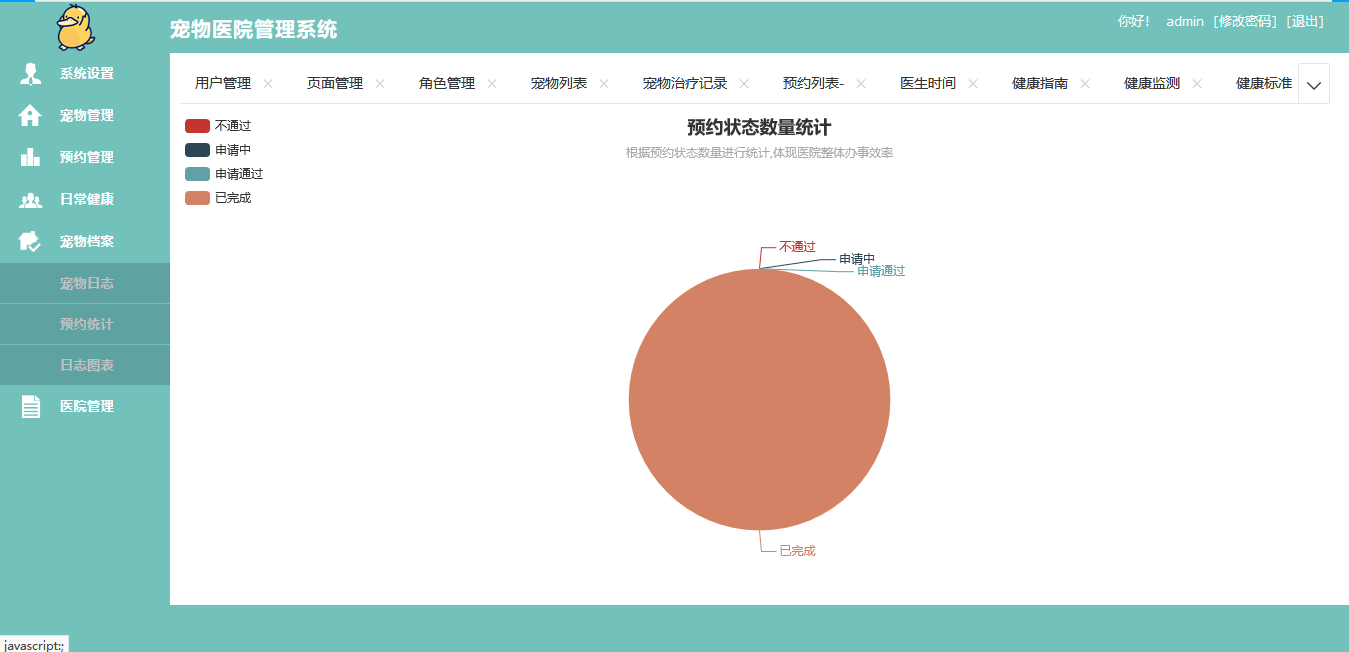 宠物医院管理系统
你好! admin [修改密码] [退出]
系统设置
宠物管理
预约管理
日常健康
宠物档案
宠物日志
预约统计
日志图表
医院管理
用户管理 页面管理 角色管理 宠物列表 宠物治疗记录 预约列表- 医生时间 健康指南 健康监测 健康标准
不通过
申请中
申请通过
已完成
预约状态数量统计
根据预约状态数量进行统计,体现医院整体办事效率
不通过
申请中
申请通过
已完成
javascript:;